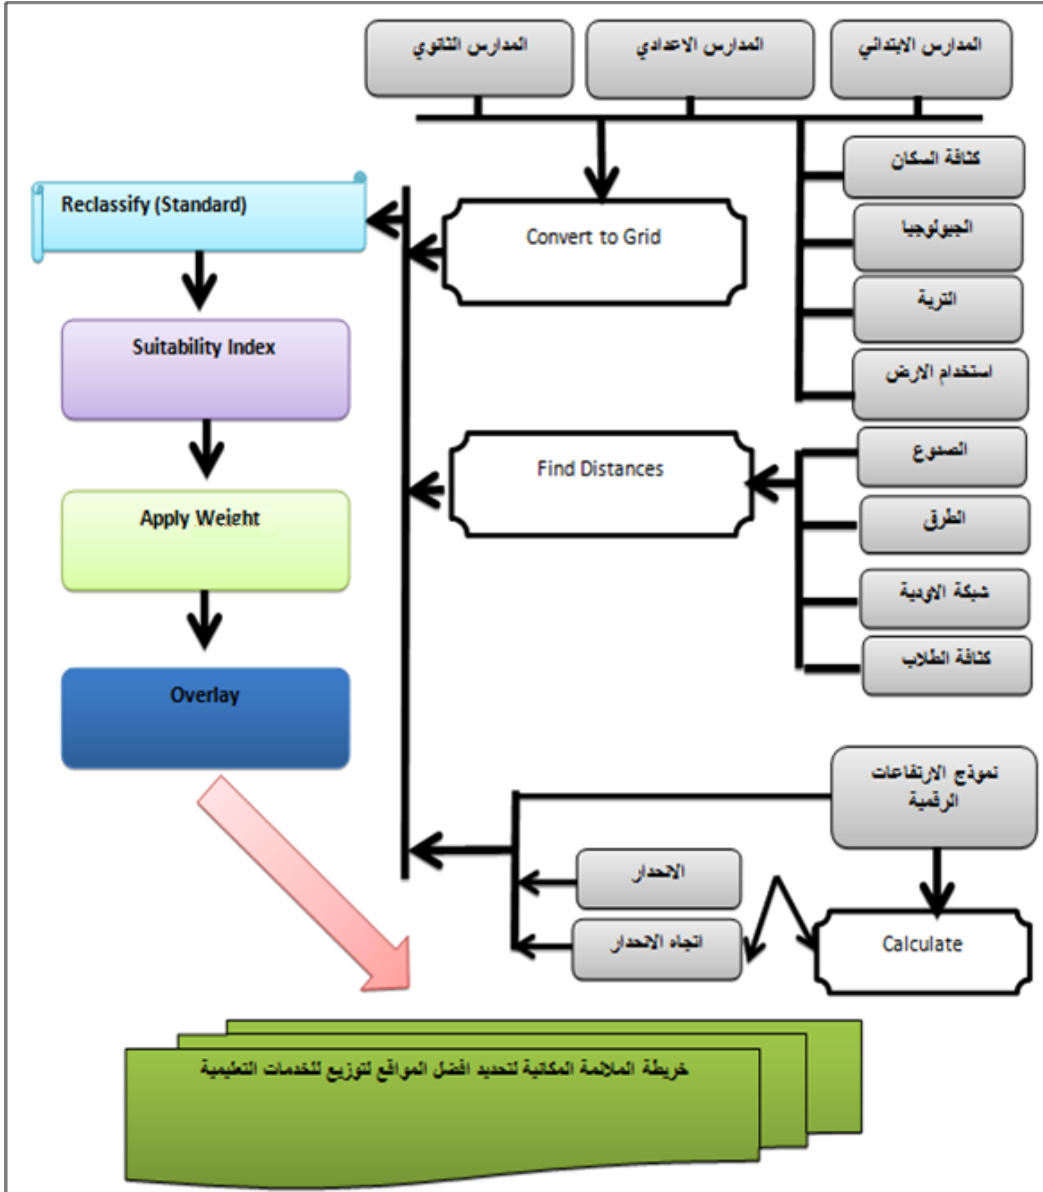 المدارس الابتدائي
المدارس الاعدادي
المدارس الثانوي
كثافة السكان
الجيولوجيا
التربة
استخدام الارض
Convert to Grid
Reclassify (Standard)
Suitability Index
Apply Weight
Overlay
Find Distances
الصدوع
الطرق
شبكة الاودية
كثافة الطلاب
نموذج الارتفاعات
الرقمية
الانحدار
اتجاه الانحدار
Calculate
خريطة الملائمة المكانية لتحديد افضل المواقع لتوزيع للخدمات التعليمية